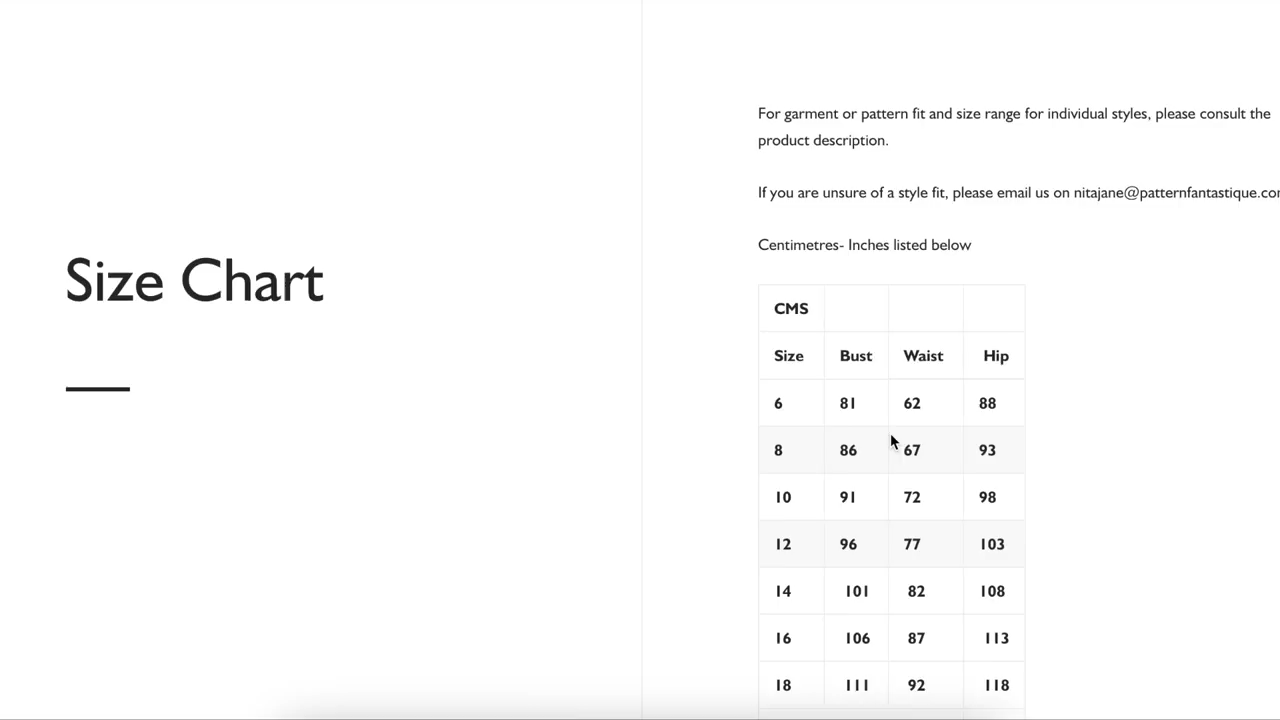 Size Chart
For garment or pattern fit and size range for individual styles, please consult the
product description.
If you are unsure of a style fit, please email us on nitajane@patternfantastique.co
Centimetres- Inches listed below
CMS
Size Bust Waist Hip
6 81 62 88
8 86 67 93
10 91 72 98
12 96 77 103
14 101 82 108
16 106 87 113
18 111 92 118